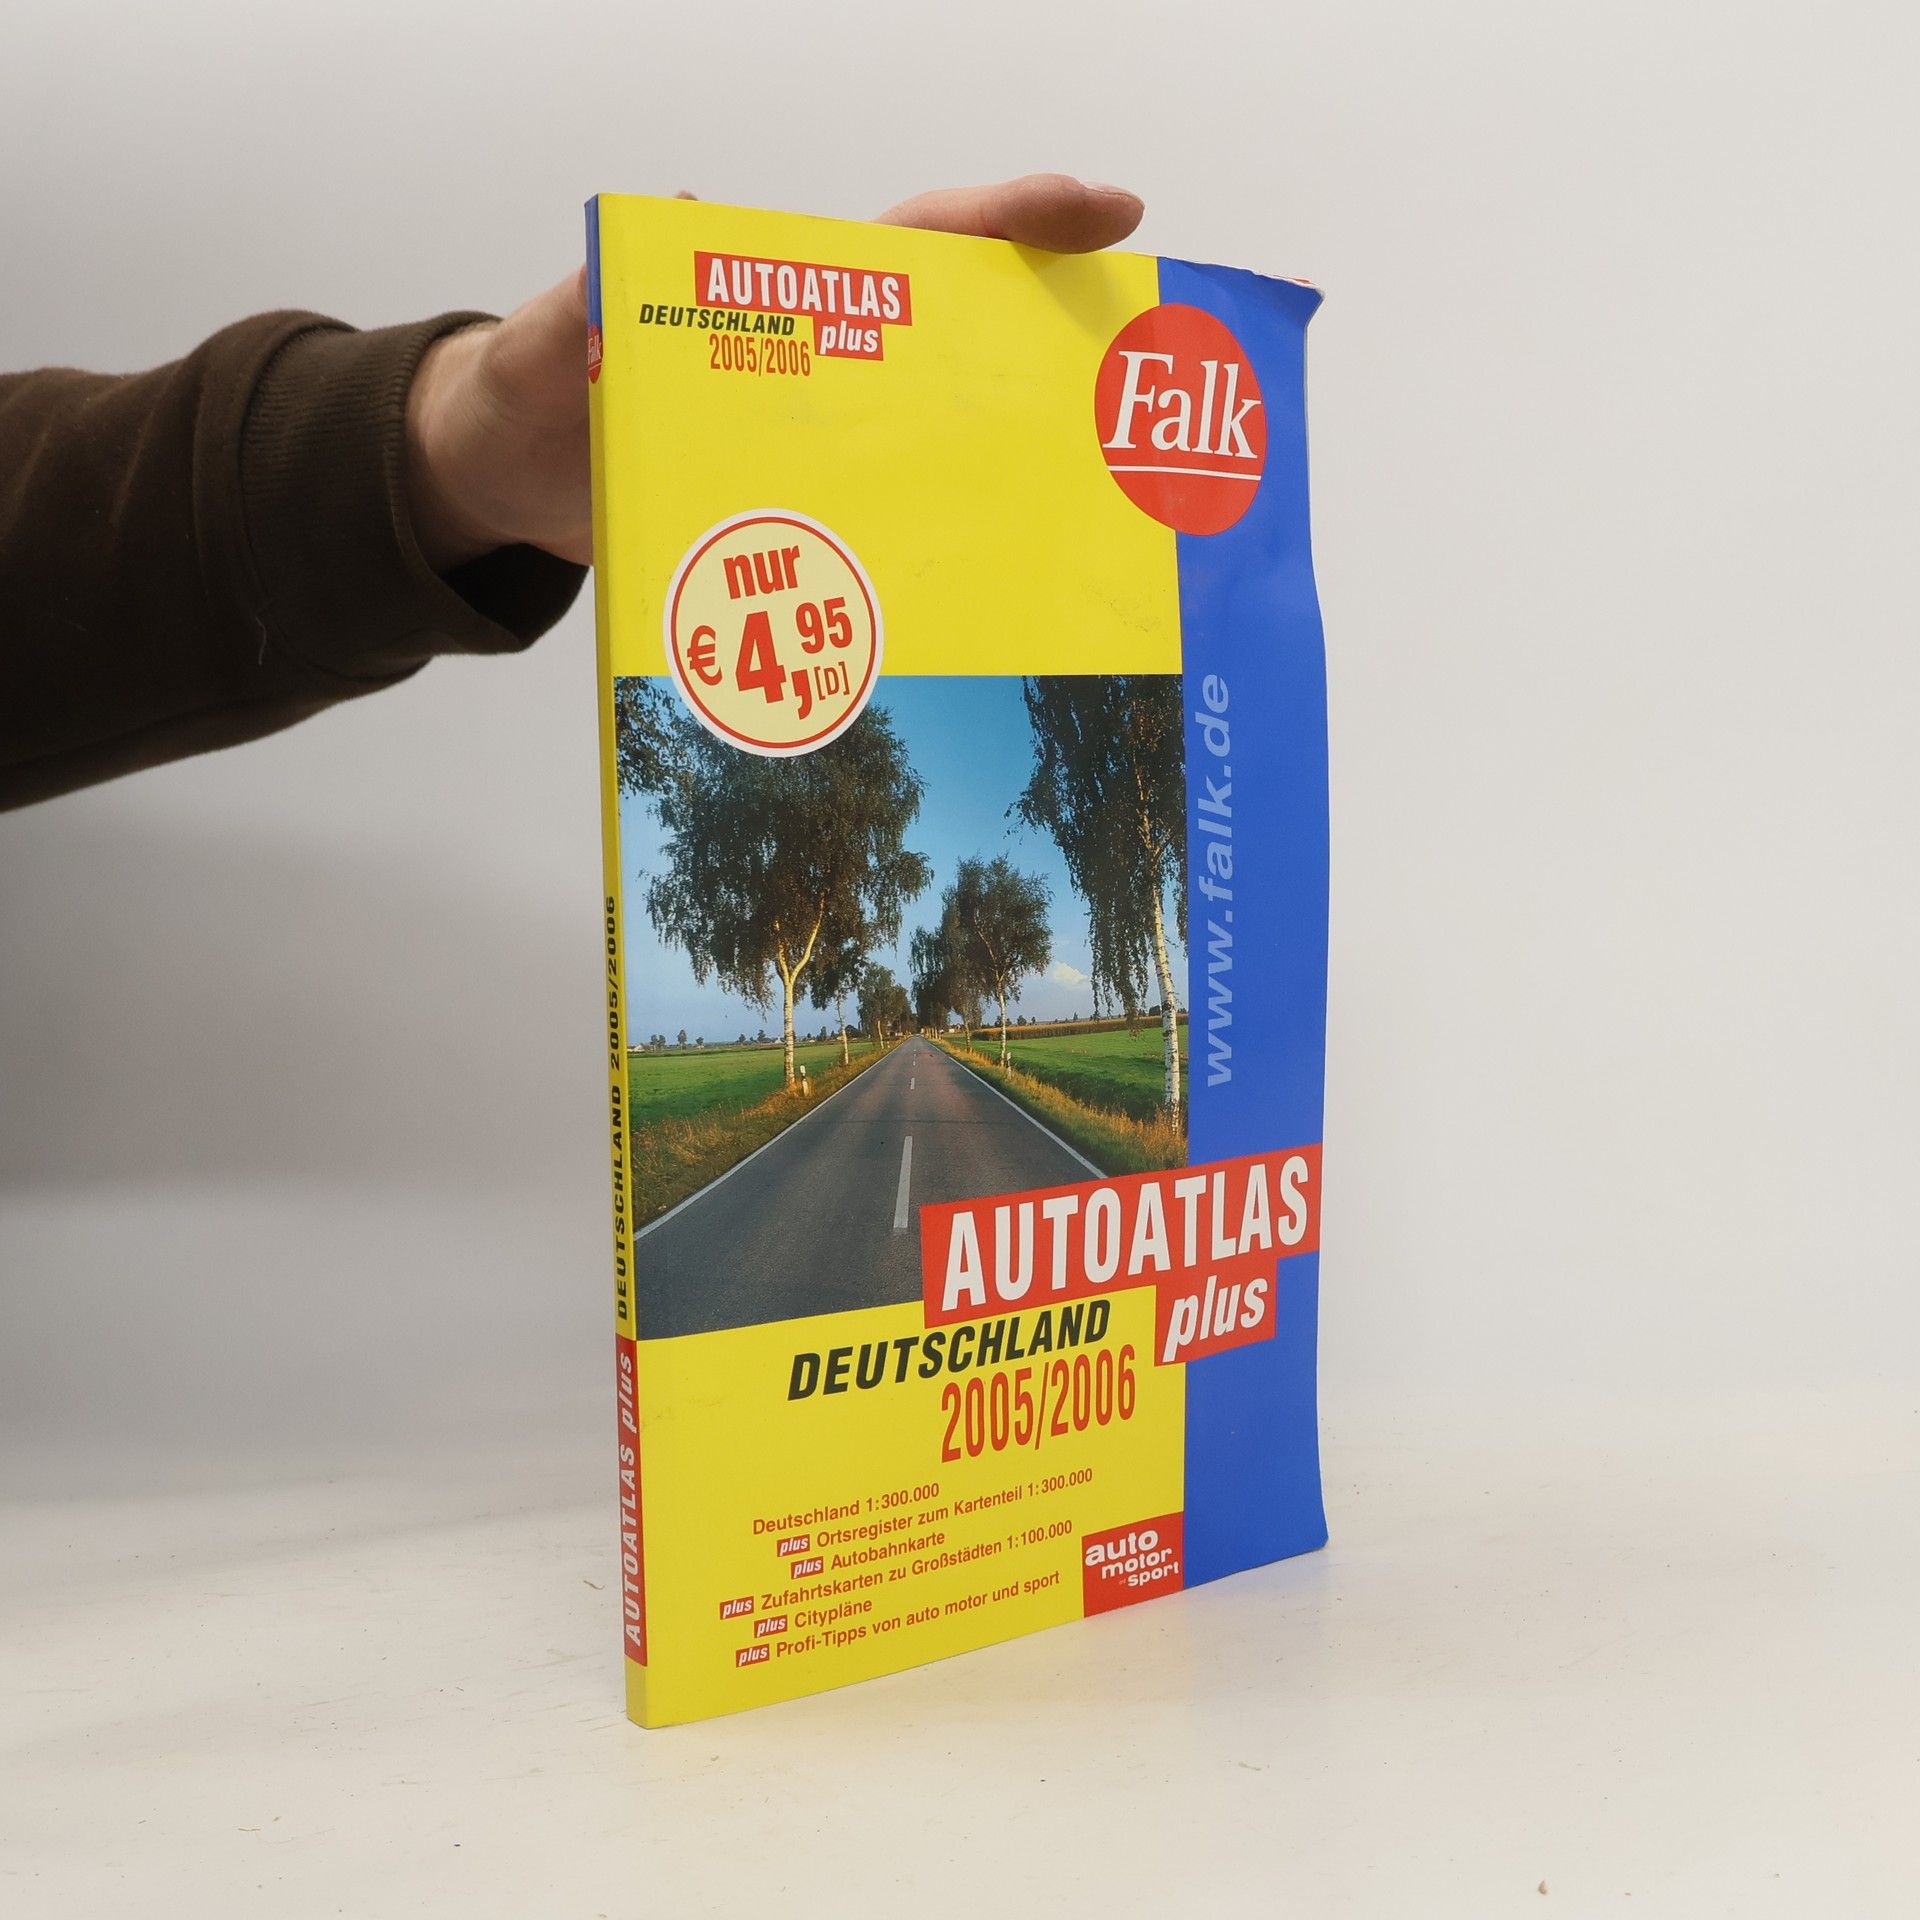 AUTOATLAS
DEUTSCHLAND plus
2005/2006
Falk
Falk
nur
€ 4,95
[D]
www.falk.de
AUTOATLAS
plus
DEUTSCHLAND
2005/2006
Deutschland 1:300.000
plus Ortsregister zum Kartenteil 1:300.000
plus Autobahnkarte
plus Zufahrtskarten zu Großstädten 1:100.000
plus Citypläne
plus Profi-Tipps von auto motor und sport
auto
motor
sport
AUTOATLAS plus DEUTSCHLAND 2005/2006